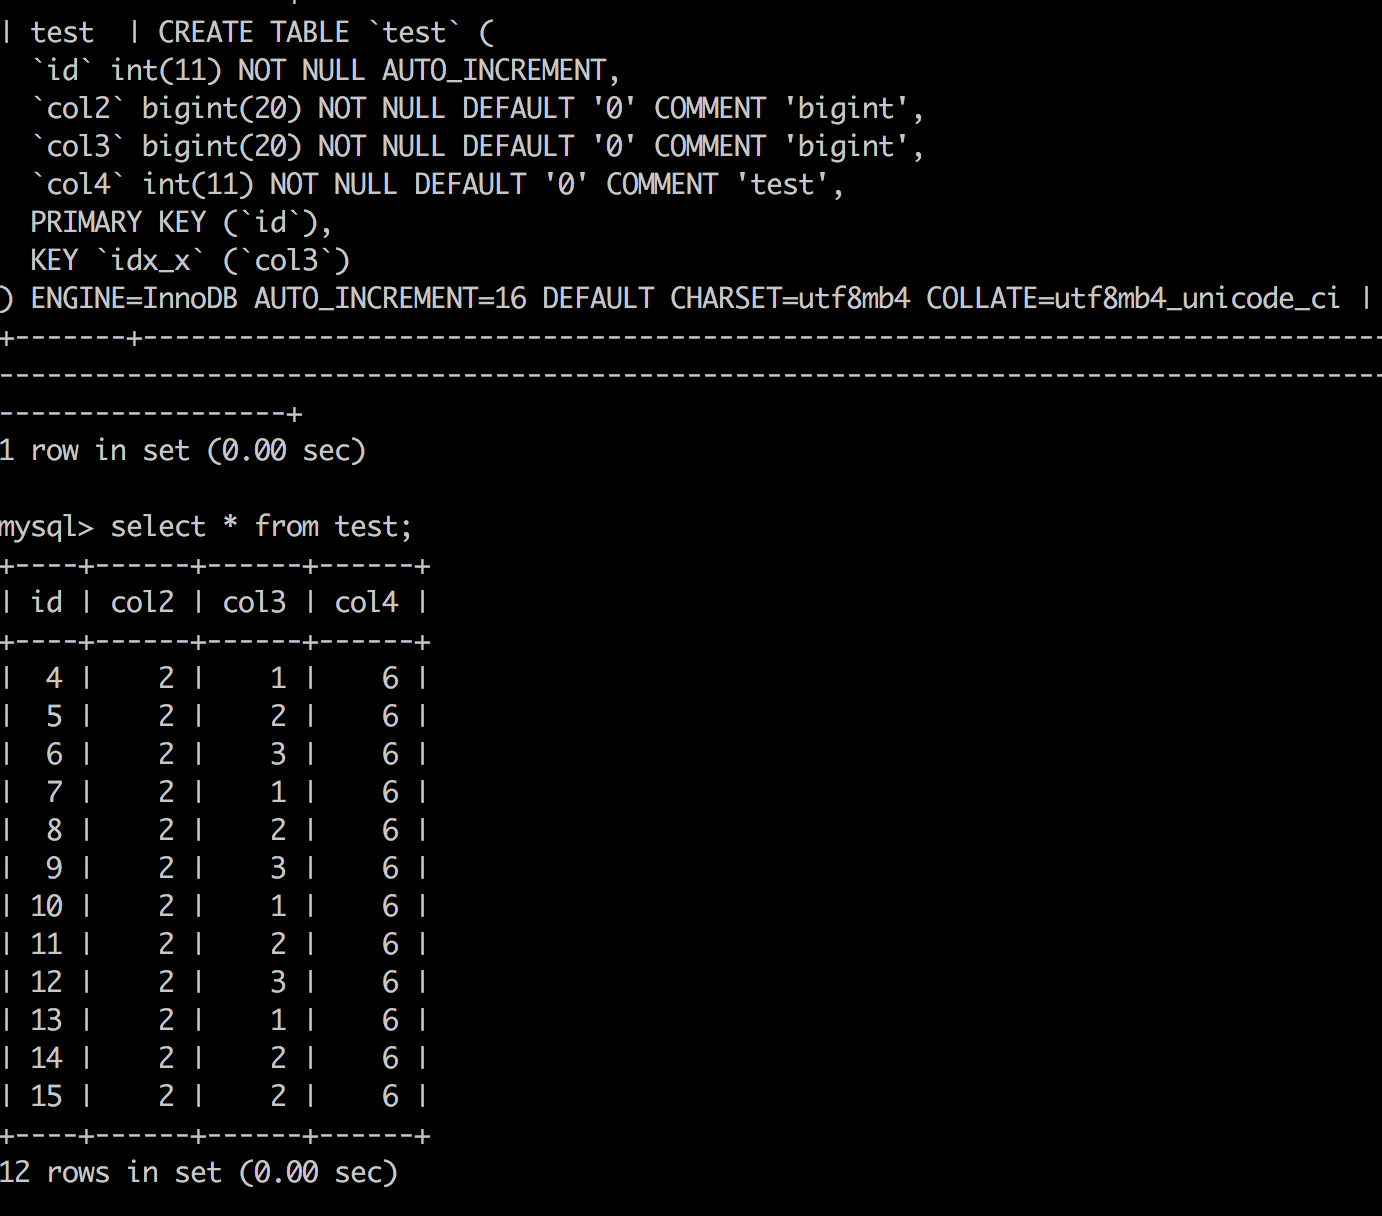 | test  | CREATE TABLE `test` (
  `id` int(11) NOT NULL AUTO_INCREMENT,
  `col2` bigint(20) NOT NULL DEFAULT '0' COMMENT 'bigint',
  `col3` bigint(20) NOT NULL DEFAULT '0' COMMENT 'bigint',
  `col4` int(11) NOT NULL DEFAULT '0' COMMENT 'test',
  PRIMARY KEY (`id`),
  KEY `idx_x` (`col3`)
) ENGINE=InnoDB AUTO_INCREMENT=16 DEFAULT CHARSET=utf8mb4 COLLATE=utf8mb4_unicode_ci |
+-------+------------------------------------------------------------------------------
---------------------------------------------------------------------------------------
------------------+
1 row in set (0.00 sec)

mysql> select * from test;
+----+------+------+------+
| id | col2 | col3 | col4 |
+----+------+------+------+
|  4 |    2 |    1 |    6 |
|  5 |    2 |    2 |    6 |
|  6 |    2 |    3 |    6 |
|  7 |    2 |    1 |    6 |
|  8 |    2 |    2 |    6 |
|  9 |    2 |    3 |    6 |
| 10 |    2 |    1 |    6 |
| 11 |    2 |    2 |    6 |
| 12 |    2 |    3 |    6 |
| 13 |    2 |    1 |    6 |
| 14 |    2 |    2 |    6 |
| 15 |    2 |    2 |    6 |
+----+------+------+------+
12 rows in set (0.00 sec)